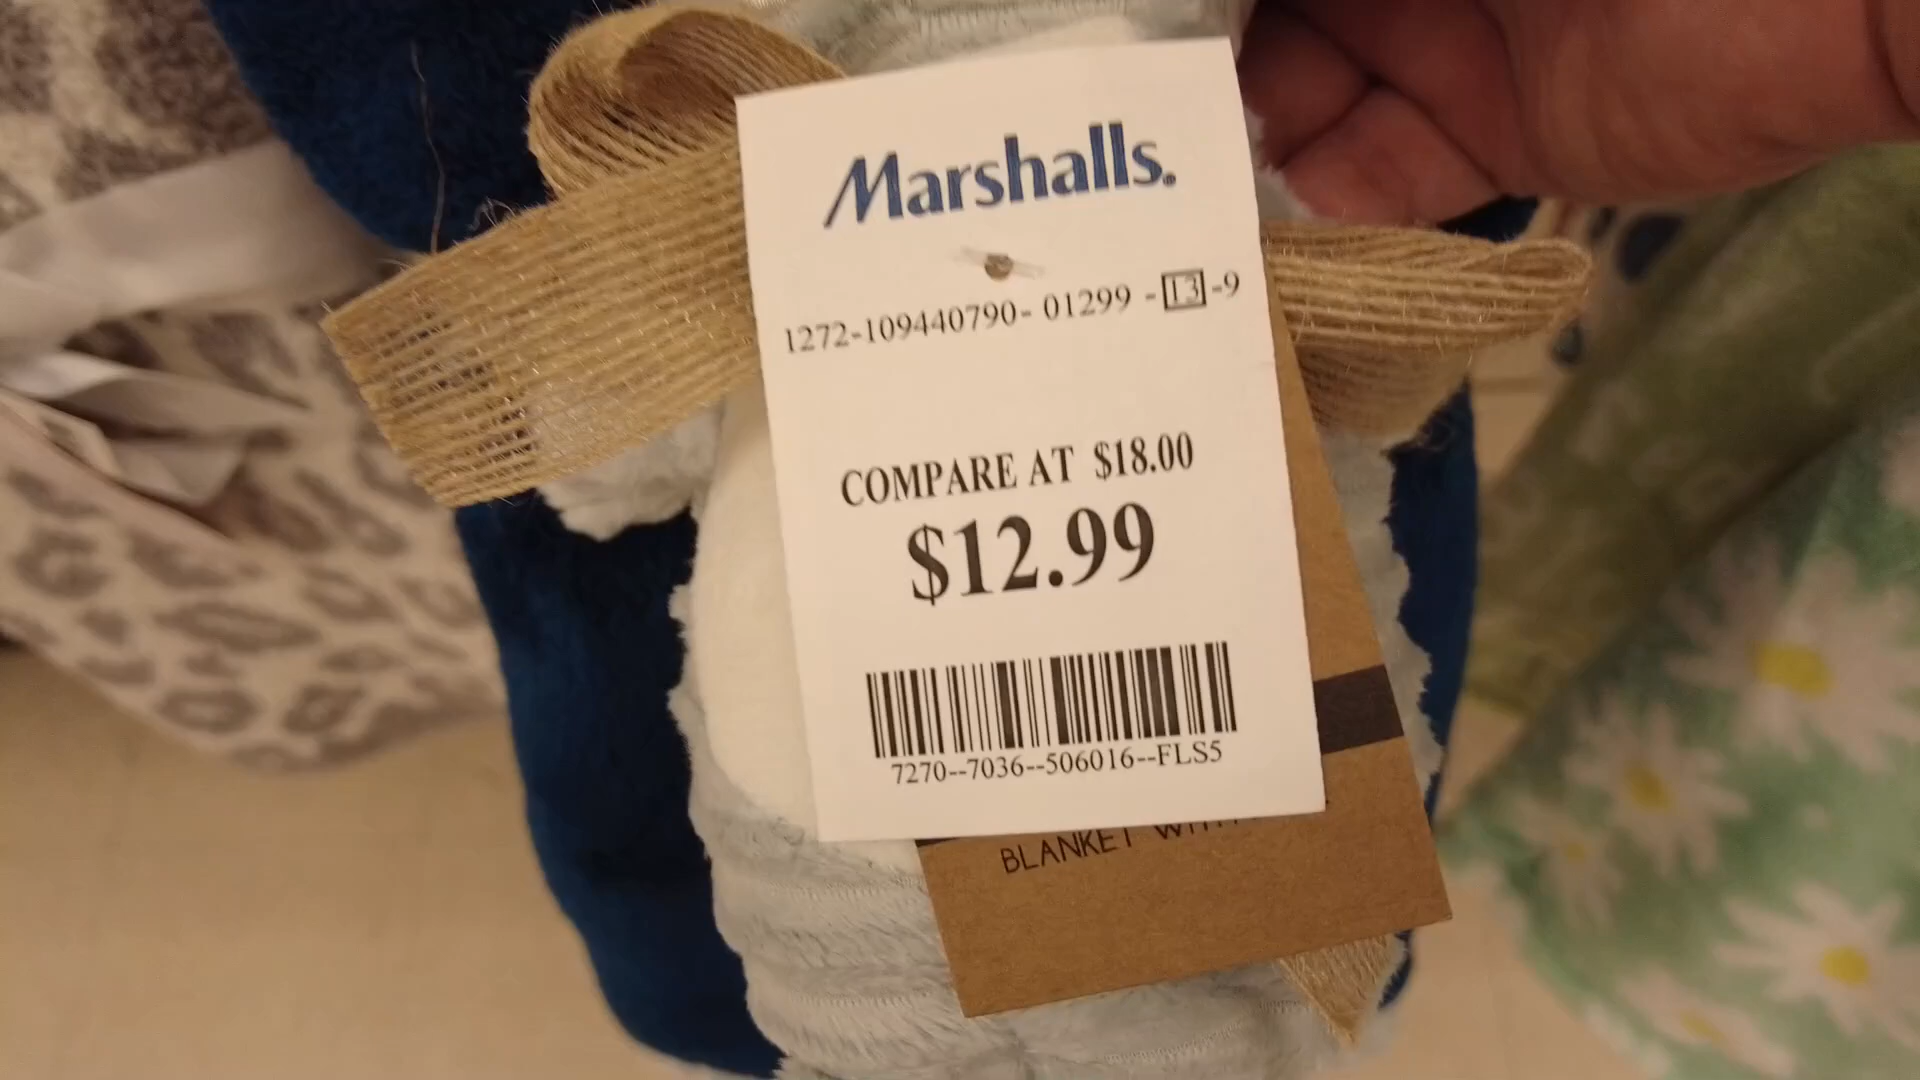 Marshalls.
1272-109440790- 01299 -13-9
COMPARE AT $18.00
$12.99
7270--7036--506016--FLS5
BLANKET